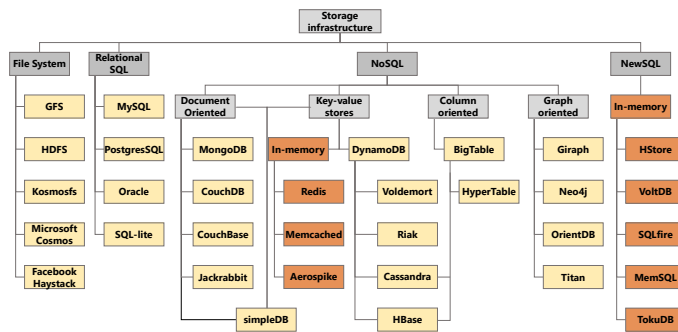 Storage
infrastructure
File System
Relational
SQL
NoSQL
NewSQL
Document
Oriented
Key-value
stores
Column
oriented
Graph
oriented
In-memory
GFS
MySQL
HDFS
PostgresSQL
MongoDB
In-memory
DynamoDB
BigTable
Giraph
HStore
Kosmosfs
Oracle
CouchDB
Redis
Voldemort
HyperTable
Neo4j
VoltDB
Microsoft
Cosmos
SQL-lite
CouchBase
Memcached
Riak
OrientDB
SQLfire
Facebook
Haystack
Jackrabbit
Aerospike
Cassandra
Titan
MemSQL
simpleDB
HBase
TokuDB